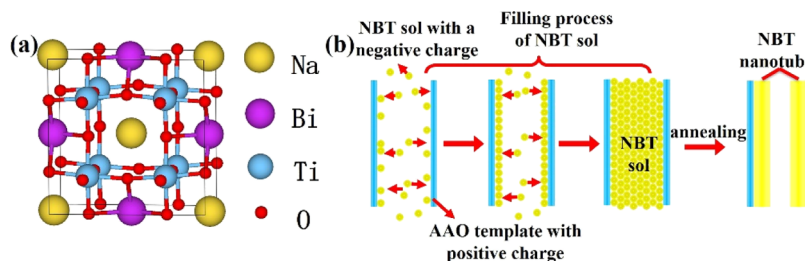 (a)
Na
Bi
Ti
O
(b)
NBT sol with a
negative charge
Filling process
of NBT sol
NBT
sol
AAO template with
positive charge
annealing
NBT
nanotub